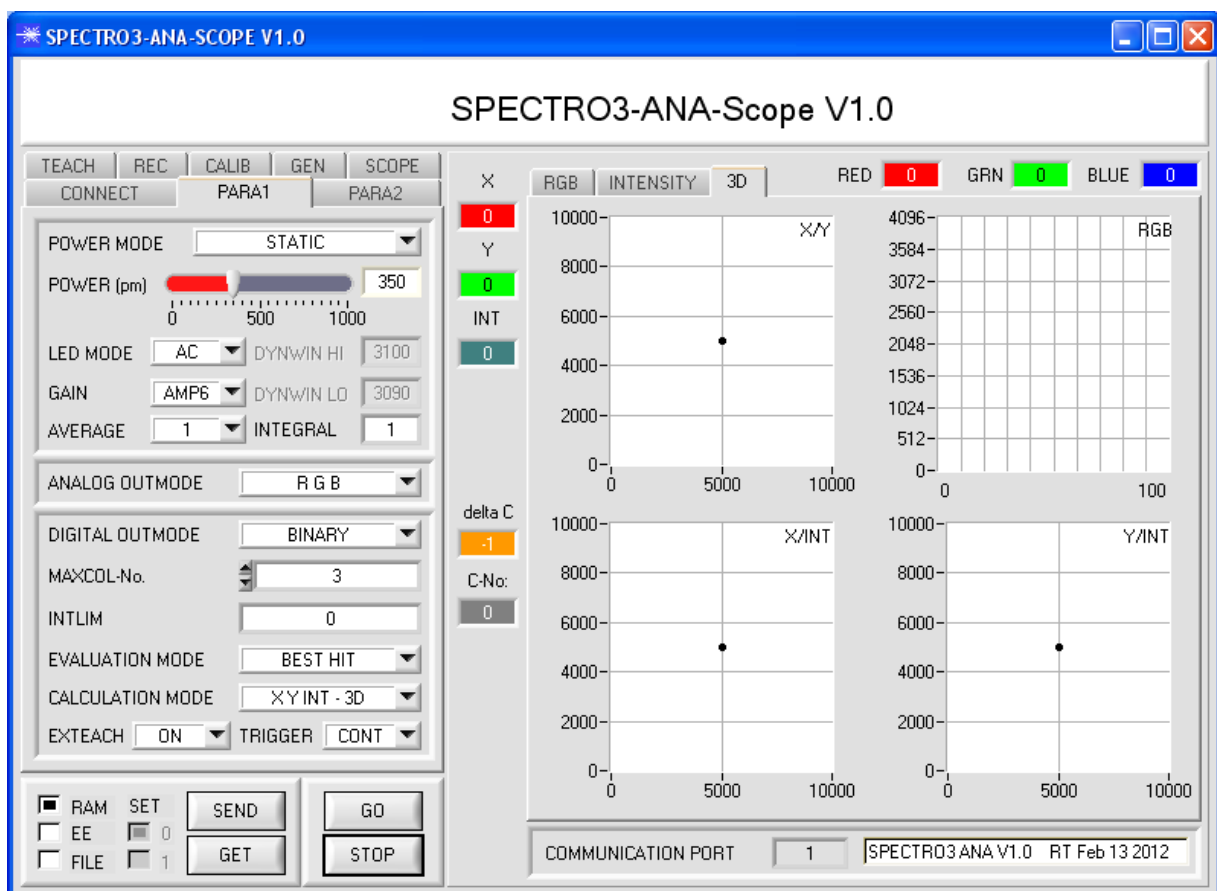 SPECTRO3-ANA-SCOPE V1.0
SPECTRO3-ANA-Scope V1.0
TEACH REC CALIB GEN SCOPE
CONNECT PARA1 PARA2
POWER MODE STATIC
POWER (pm) 350
0 500 1000
LED MODE AC DYNWIN HI 3100
GAIN AMP6 DYNWIN LO 3090
AVERAGE 1 INTEGRAL 1
ANALOG OUTMODE R G B
DIGITAL OUTMODE BINARY
MAXCOL-No. 3
INTLIM 0
EVALUATION MODE BEST HIT
CALCULATION MODE X Y INT - 3D
EXTEACH ON TRIGGER CONT
RAM SET SEND GO
EE 0
FILE 1 GET STOP
X
0
Y
0
INT
0
delta C
-1
C-No:
0
RGB INTENSITY 3D RED 0 GRN 0 BLUE 0
X/Y
10000
8000
6000
4000
2000
0
0 5000 10000
RGB
4096
3584
3072
2560
2048
1536
1024
512
0
0 100
X/INT
10000
8000
6000
4000
2000
0
0 5000 10000
Y/INT
10000
8000
6000
4000
2000
0
0 5000 10000
COMMUNICATION PORT 1 SPECTRO3 ANA V1.0 RT Feb 13 2012